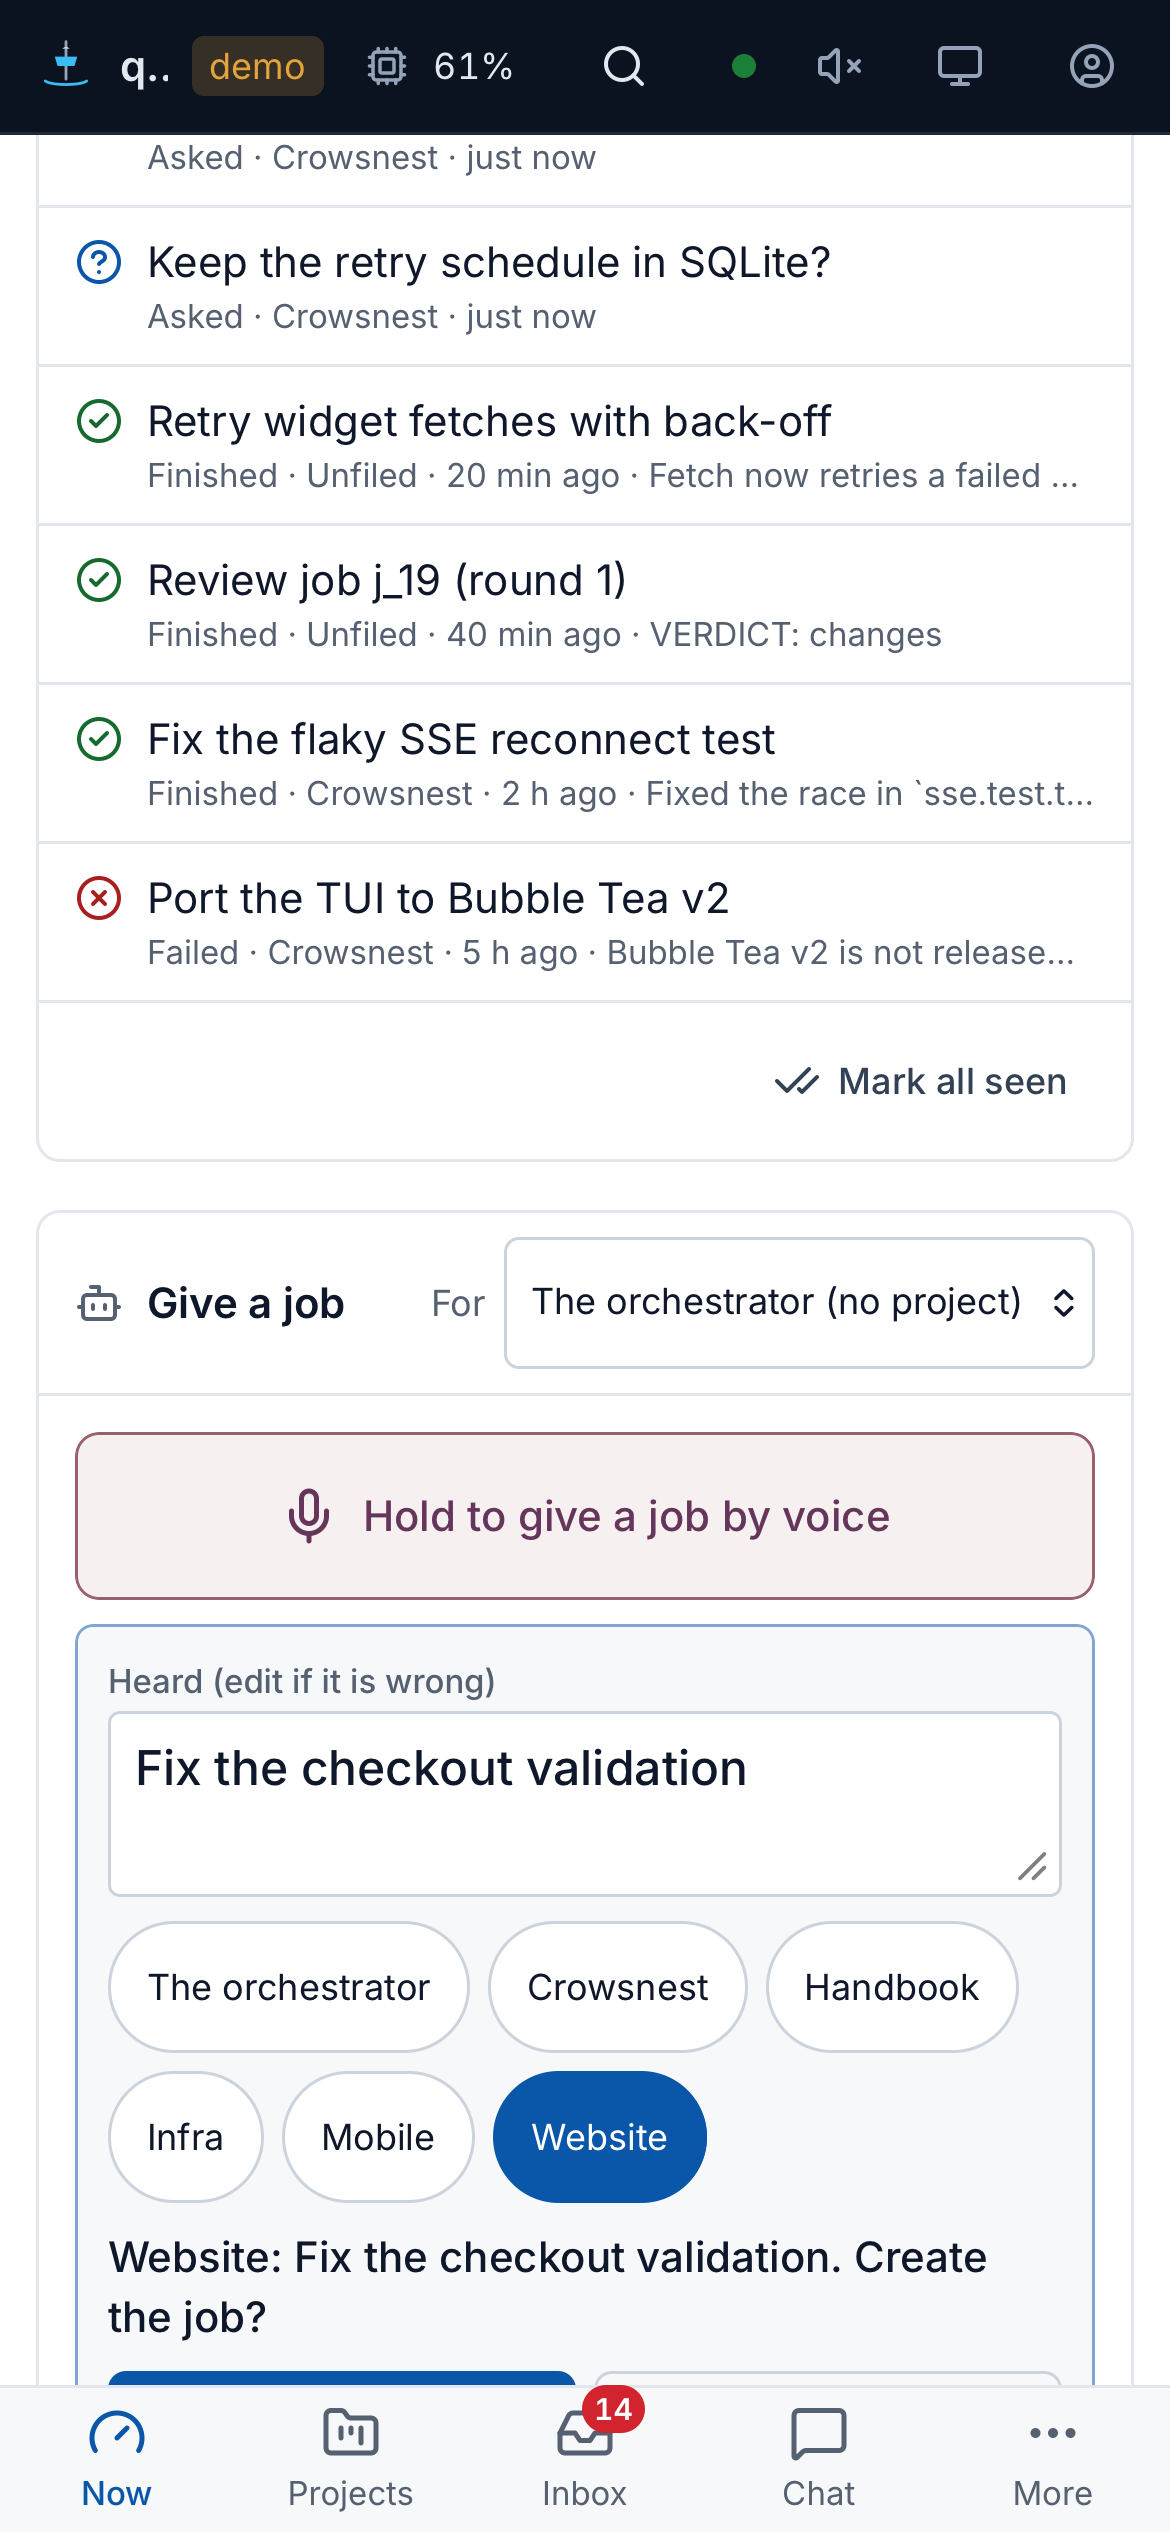 q.. demo 61%
Asked · Crowsnest · just now
Keep the retry schedule in SQLite?
Asked · Crowsnest · just now
Retry widget fetches with back-off
Finished · Unfiled · 20 min ago · Fetch now retries a failed ...
Review job j_19 (round 1)
Finished · Unfiled · 40 min ago · VERDICT: changes
Fix the flaky SSE reconnect test
Finished · Crowsnest · 2 h ago · Fixed the race in `sse.test.t...
Port the TUI to Bubble Tea v2
Failed · Crowsnest · 5 h ago · Bubble Tea v2 is not release...
Mark all seen
Give a job For The orchestrator (no project)
Hold to give a job by voice
Heard (edit if it is wrong)
Fix the checkout validation
The orchestrator Crowsnest Handbook
Infra Mobile Website
Website: Fix the checkout validation. Create
the job?
14
Now Projects Inbox Chat More